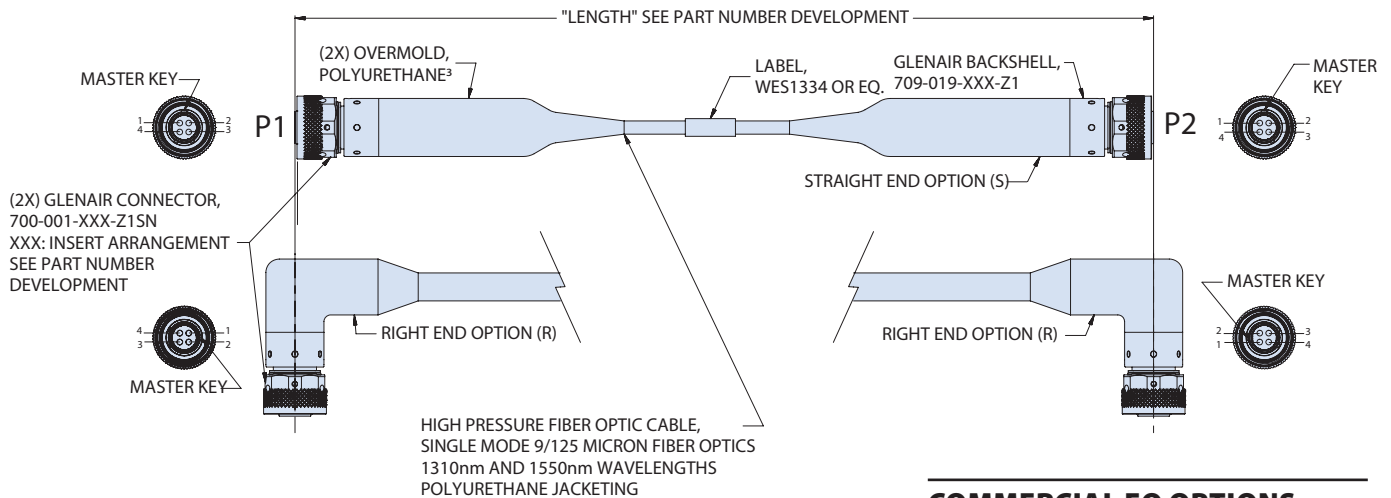 "LENGTH" SEE PART NUMBER DEVELOPMENT
(2X) OVERMOLD,
POLYURETHANE³
LABEL,
WES1334 OR EQ.
GLENAIR BACKSHELL,
709-019-XXX-Z1
MASTER KEY
1 2
4 3
P1
P2
MASTER
KEY
1 2
4 3
STRAIGHT END OPTION (S)
(2X) GLENAIR CONNECTOR,
700-001-XXX-Z1SN
XXX: INSERT ARRANGEMENT
SEE PART NUMBER
DEVELOPMENT
4 1
3 2
MASTER KEY
RIGHT END OPTION (R)
RIGHT END OPTION (R)
MASTER KEY
2 3
1 4
HIGH PRESSURE FIBER OPTIC CABLE,
SINGLE MODE 9/125 MICRON FIBER OPTICS
1310nm AND 1550nm WAVELENGTHS
POLYURETHANE JACKETING
COMMERCIAL FO OPTIONS